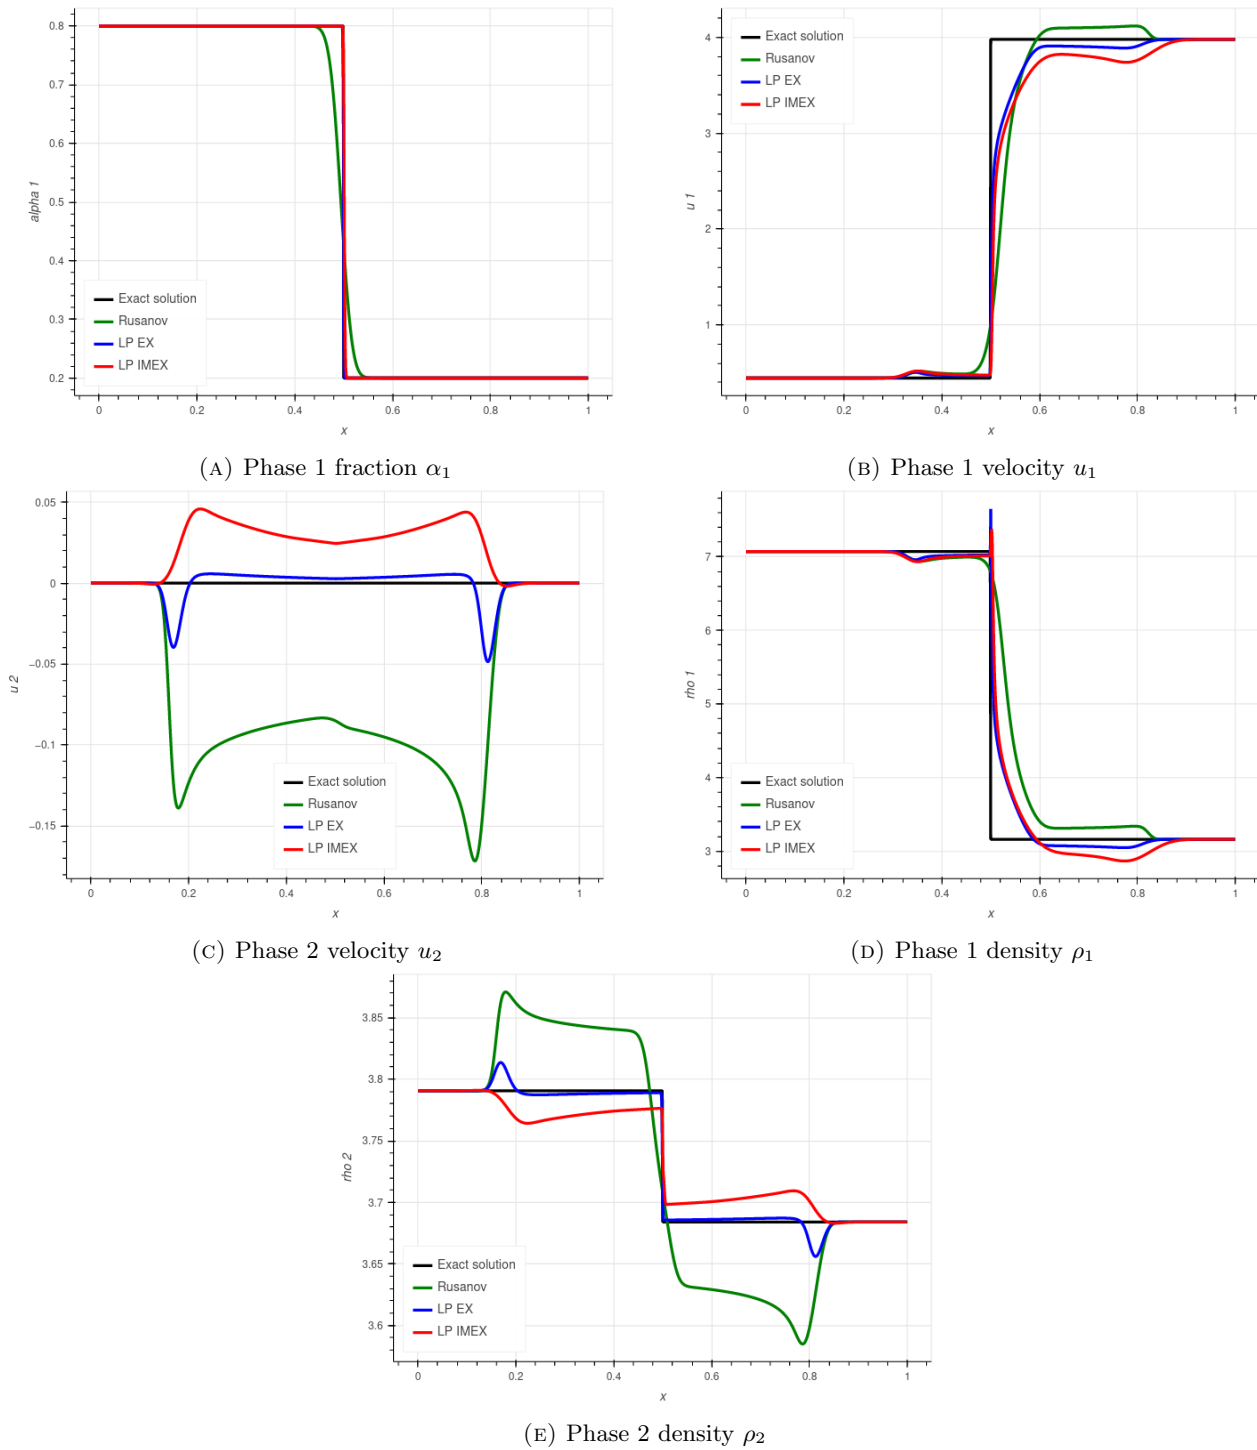 0.8
0.7
0.6
0.5
0.4
0.3
0.2
alpha 1
Exact solution
Rusanov
LP EX
LP IMEX
0
0.2
0.4
0.6
0.8
1
x
(A) Phase 1 fraction α₁
4
3
2
1
u 1
Exact solution
Rusanov
LP EX
LP IMEX
0
0.2
0.4
0.6
0.8
1
x
(B) Phase 1 velocity u₁
0.05
0
−0.05
−0.1
−0.15
u 2
Exact solution
Rusanov
LP EX
LP IMEX
0
0.2
0.4
0.6
0.8
1
x
(C) Phase 2 velocity u₂
7
6
5
4
3
rho 1
Exact solution
Rusanov
LP EX
LP IMEX
0
0.2
0.4
0.6
0.8
1
x
(D) Phase 1 density ρ₁
3.85
3.8
3.75
3.7
3.65
3.6
rho 2
Exact solution
Rusanov
LP EX
LP IMEX
0
0.2
0.4
0.6
0.8
1
x
(E) Phase 2 density ρ₂